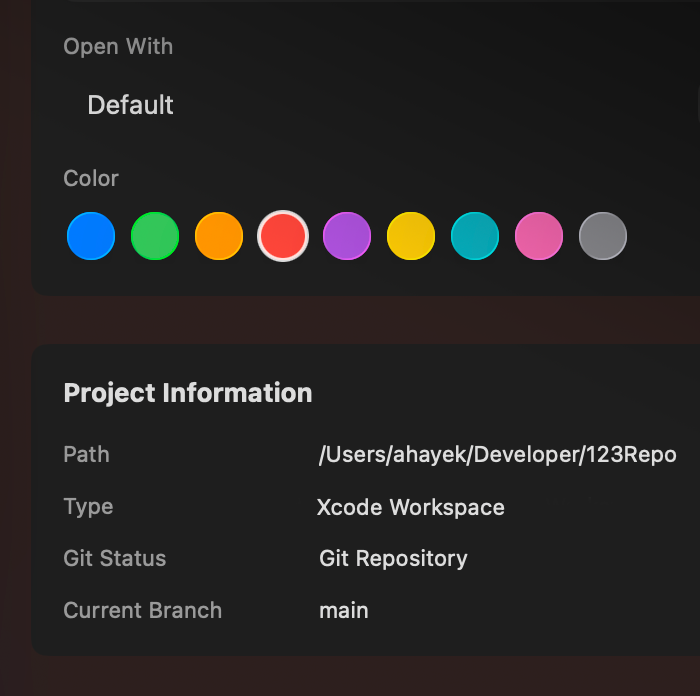 Open With
Default
Color
Project Information
Path /Users/ahayek/Developer/123Repo
Type Xcode Workspace
Git Status Git Repository
Current Branch main